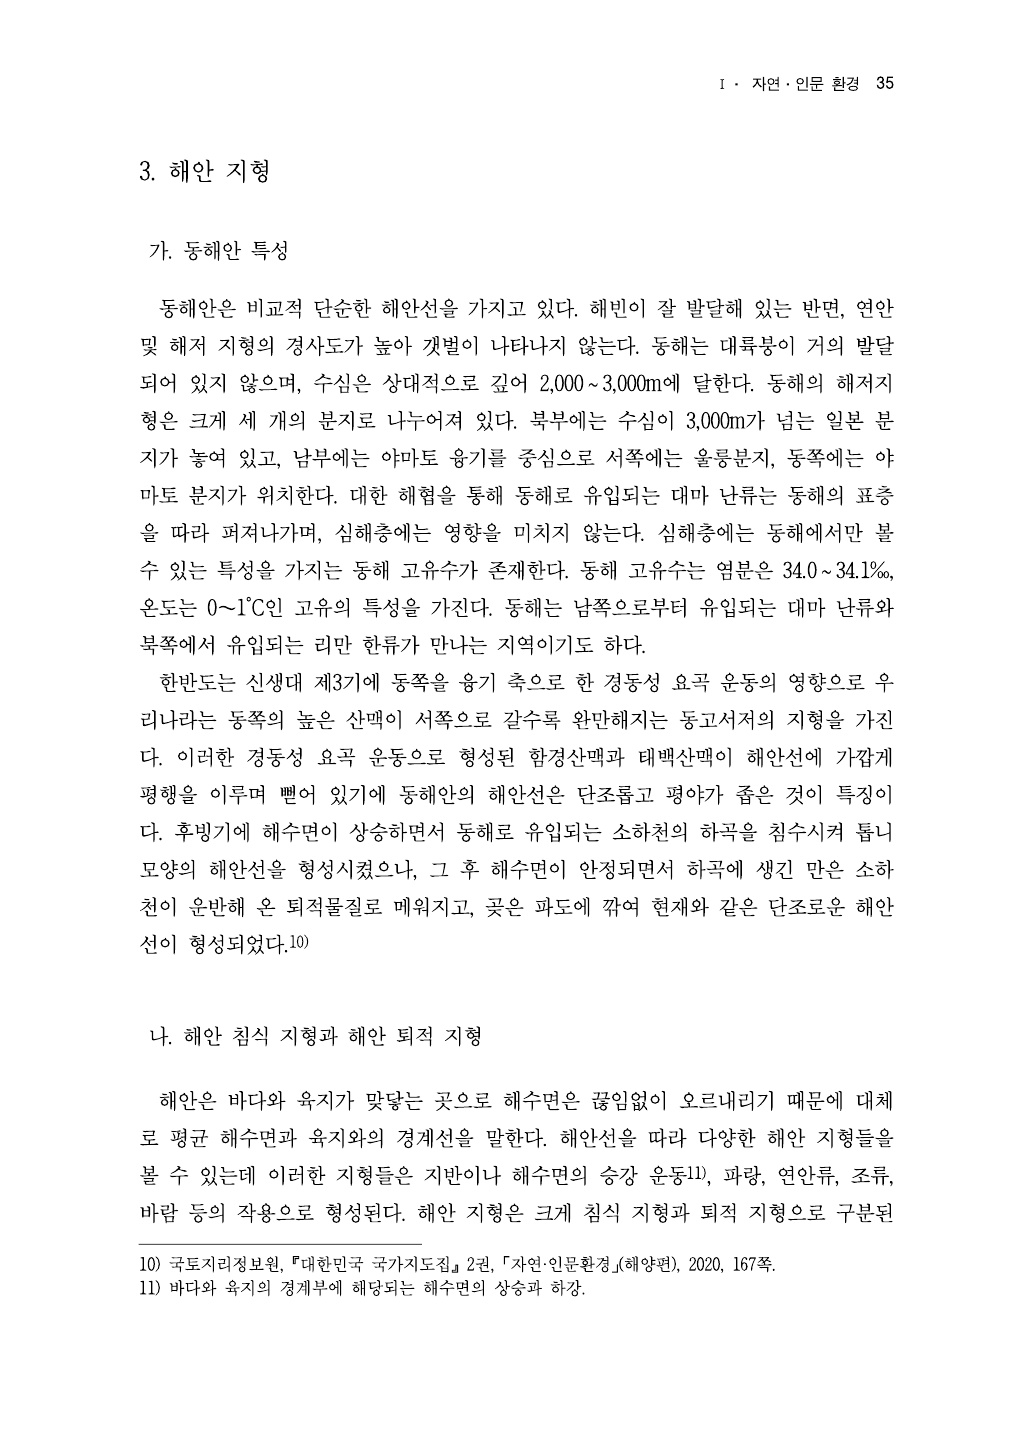 I · 자연·인문 환경 35
3. 해안 지형
가. 동해안 특성
동해안은 비교적 단순한 해안선을 가지고 있다. 해빈이 잘 발달해 있는 반면, 연안
및 해저 지형의 경사도가 높아 갯벌이 나타나지 않는다. 동해는 대륙붕이 거의 발달
되어 있지 않으며, 수심은 상대적으로 깊어 2,000~3,000m에 달한다. 동해의 해저지
형은 크게 세 개의 분지로 나누어져 있다. 북부에는 수심이 3,000m가 넘는 일본 분
지가 놓여 있고, 남부에는 야마토 융기를 중심으로 서쪽에는 울릉분지, 동쪽에는 야
마토 분지가 위치한다. 대한 해협을 통해 동해로 유입되는 대마 난류는 동해의 표층
을 따라 퍼져나가며, 심해층에는 영향을 미치지 않는다. 심해층에는 동해에서만 볼
수 있는 특성을 가지는 동해 고유수가 존재한다. 동해 고유수는 염분은 34.0~34.1‰,
온도는 0~1℃인 고유의 특성을 가진다. 동해는 남쪽으로부터 유입되는 대마 난류와
북쪽에서 유입되는 리만 한류가 만나는 지역이기도 하다.
한반도는 신생대 제3기에 동쪽을 융기 축으로 한 경동성 요곡 운동의 영향으로 우
리나라는 동쪽의 높은 산맥이 서쪽으로 갈수록 완만해지는 동고서저의 지형을 가진
다. 이러한 경동성 요곡 운동으로 형성된 함경산맥과 태백산맥이 해안선에 가깝게
평행을 이루며 뻗어 있기에 동해안의 해안선은 단조롭고 평야가 좁은 것이 특징이
다. 후빙기에 해수면이 상승하면서 동해로 유입되는 소하천의 하곡을 침수시켜 톱니
모양의 해안선을 형성시켰으나, 그 후 해수면이 안정되면서 하곡에 생긴 만은 소하
천이 운반해 온 퇴적물질로 메워지고, 곶은 파도에 깎여 현재와 같은 단조로운 해안
선이 형성되었다.10)
나. 해안 침식 지형과 해안 퇴적 지형
해안은 바다와 육지가 맞닿는 곳으로 해수면은 끊임없이 오르내리기 때문에 대체
로 평균 해수면과 육지와의 경계선을 말한다. 해안선을 따라 다양한 해안 지형들을
볼 수 있는데 이러한 지형들은 지반이나 해수면의 승강 운동11), 파랑, 연안류, 조류,
바람 등의 작용으로 형성된다. 해안 지형은 크게 침식 지형과 퇴적 지형으로 구분된
10) 국토지리정보원, 『대한민국 국가지도집』 2권, 「자연·인문환경」(해양편), 2020, 167쪽.
11) 바다와 육지의 경계부에 해당되는 해수면의 상승과 하강.